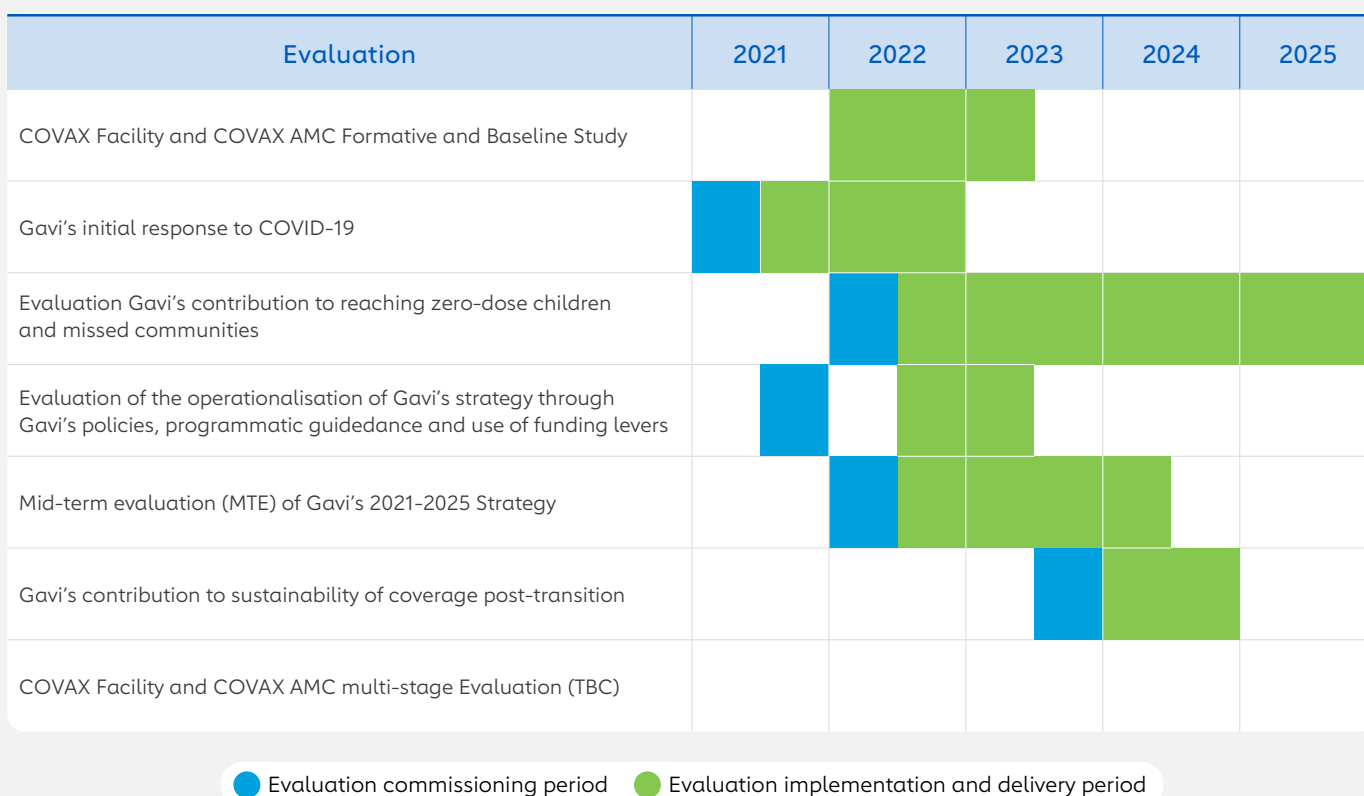 Evaluation 2021 2022 2023 2024 2025
COVAX Facility and COVAX AMC Formative and Baseline Study
Gavi’s initial response to COVID-19
Evaluation Gavi’s contribution to reaching zero-dose children
and missed communities
Evaluation of the operationalisation of Gavi’s strategy through
Gavi’s policies, programmatic guidedance and use of funding levers
Mid-term evaluation (MTE) of Gavi’s 2021-2025 Strategy
Gavi’s contribution to sustainability of coverage post-transition
COVAX Facility and COVAX AMC multi-stage Evaluation (TBC)
Evaluation commissioning period Evaluation implementation and delivery period